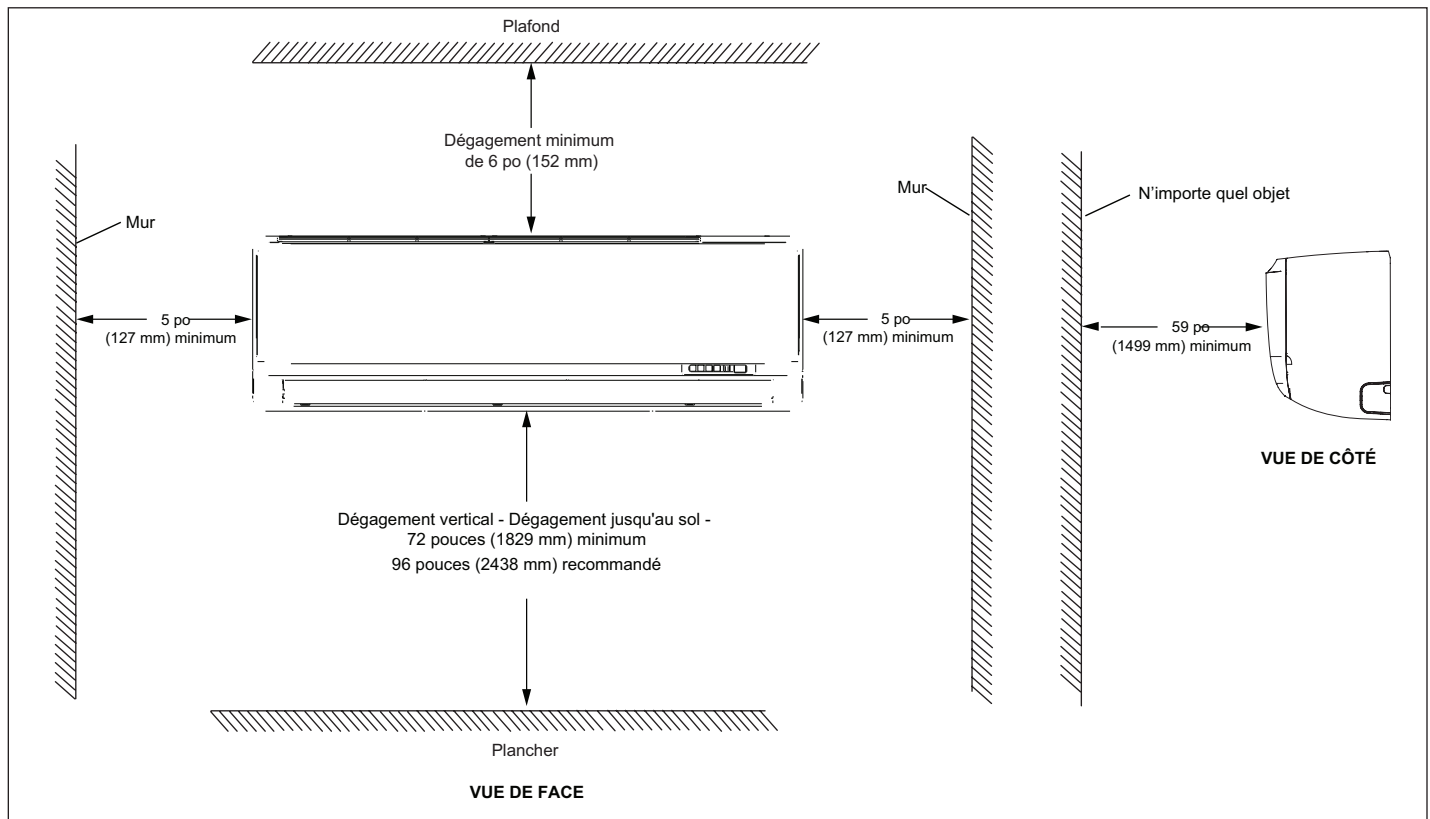 Plafond
Dégagement minimum
de 6 po (152 mm)
Mur
Mur
N’importe quel objet
5 po
(127 mm) minimum
5 po
(127 mm) minimum
59 po
(1499 mm) minimum
VUE DE CÔTÉ
Dégagement vertical - Dégagement jusqu'au sol -
72 pouces (1829 mm) minimum
96 pouces (2438 mm) recommandé
Plancher
VUE DE FACE